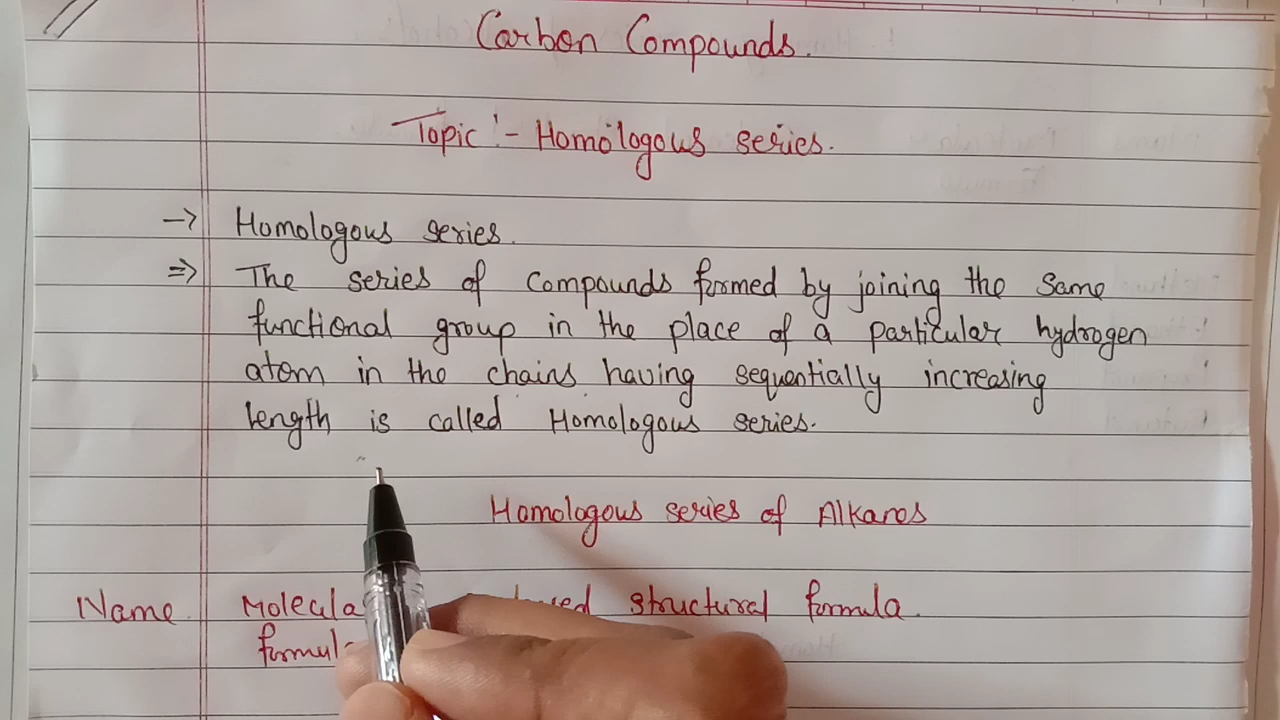 Carbon Compounds.
Topic :- Homologous series.
→ Homologous series.
⇒ The series of compounds formed by joining the same
functional group in the place of a particular hydrogen
atom in the chains having sequentially increasing
length is called Homologous series.
Homologous series of Alkanes
Name. structural formula.